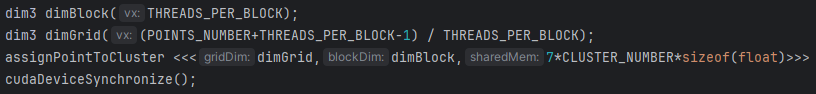 dim3 dimBlock( vx: THREADS_PER_BLOCK);
dim3 dimGrid( vx: (POINTS_NUMBER+THREADS_PER_BLOCK-1) / THREADS_PER_BLOCK);
assignPointToCluster <<< gridDim: dimGrid, blockDim: dimBlock, sharedMem: 7*CLUSTER_NUMBER*sizeof(float)>>>
cudaDeviceSynchronize();